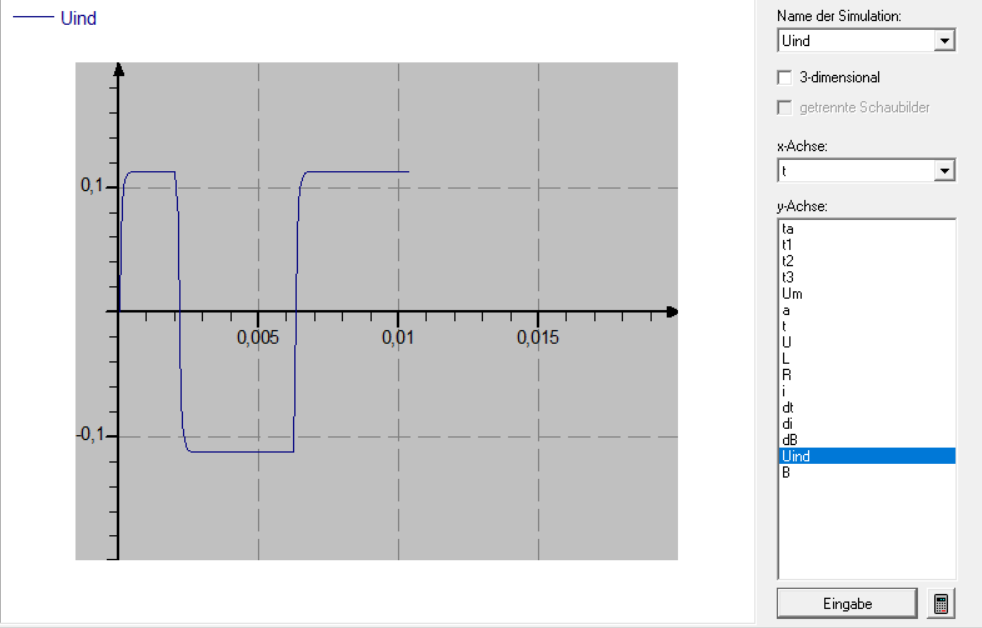 Uind
0,1
-0,1
0,005
0,01
0,015
Name der Simulation:
Uind
3-dimensional
getrennte Schaubilder
x-Achse:
t
y-Achse:
ta
t1
t2
t3
Um
a
t
U
L
R
i
dt
di
dB
Uind
B
Eingabe